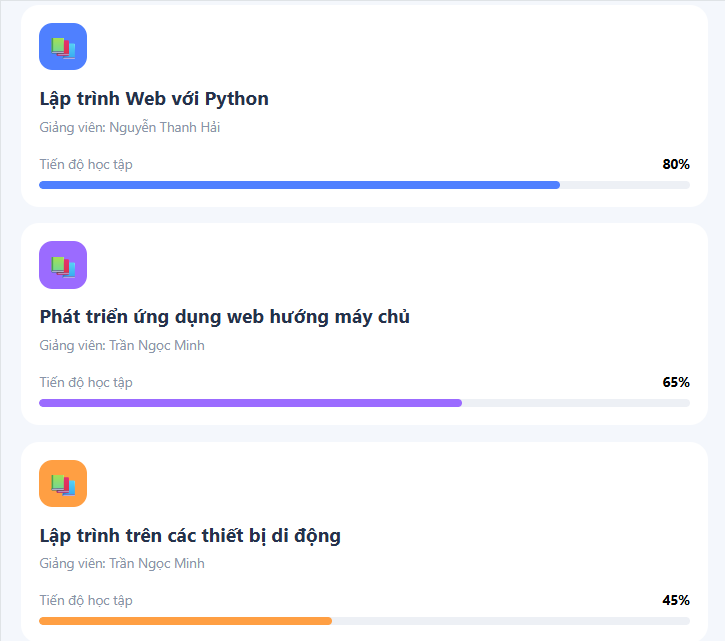 Lập trình Web với Python
Giảng viên: Nguyễn Thanh Hải
Tiến độ học tập 80%
Phát triển ứng dụng web hướng máy chủ
Giảng viên: Trần Ngọc Minh
Tiến độ học tập 65%
Lập trình trên các thiết bị di động
Giảng viên: Trần Ngọc Minh
Tiến độ học tập 45%